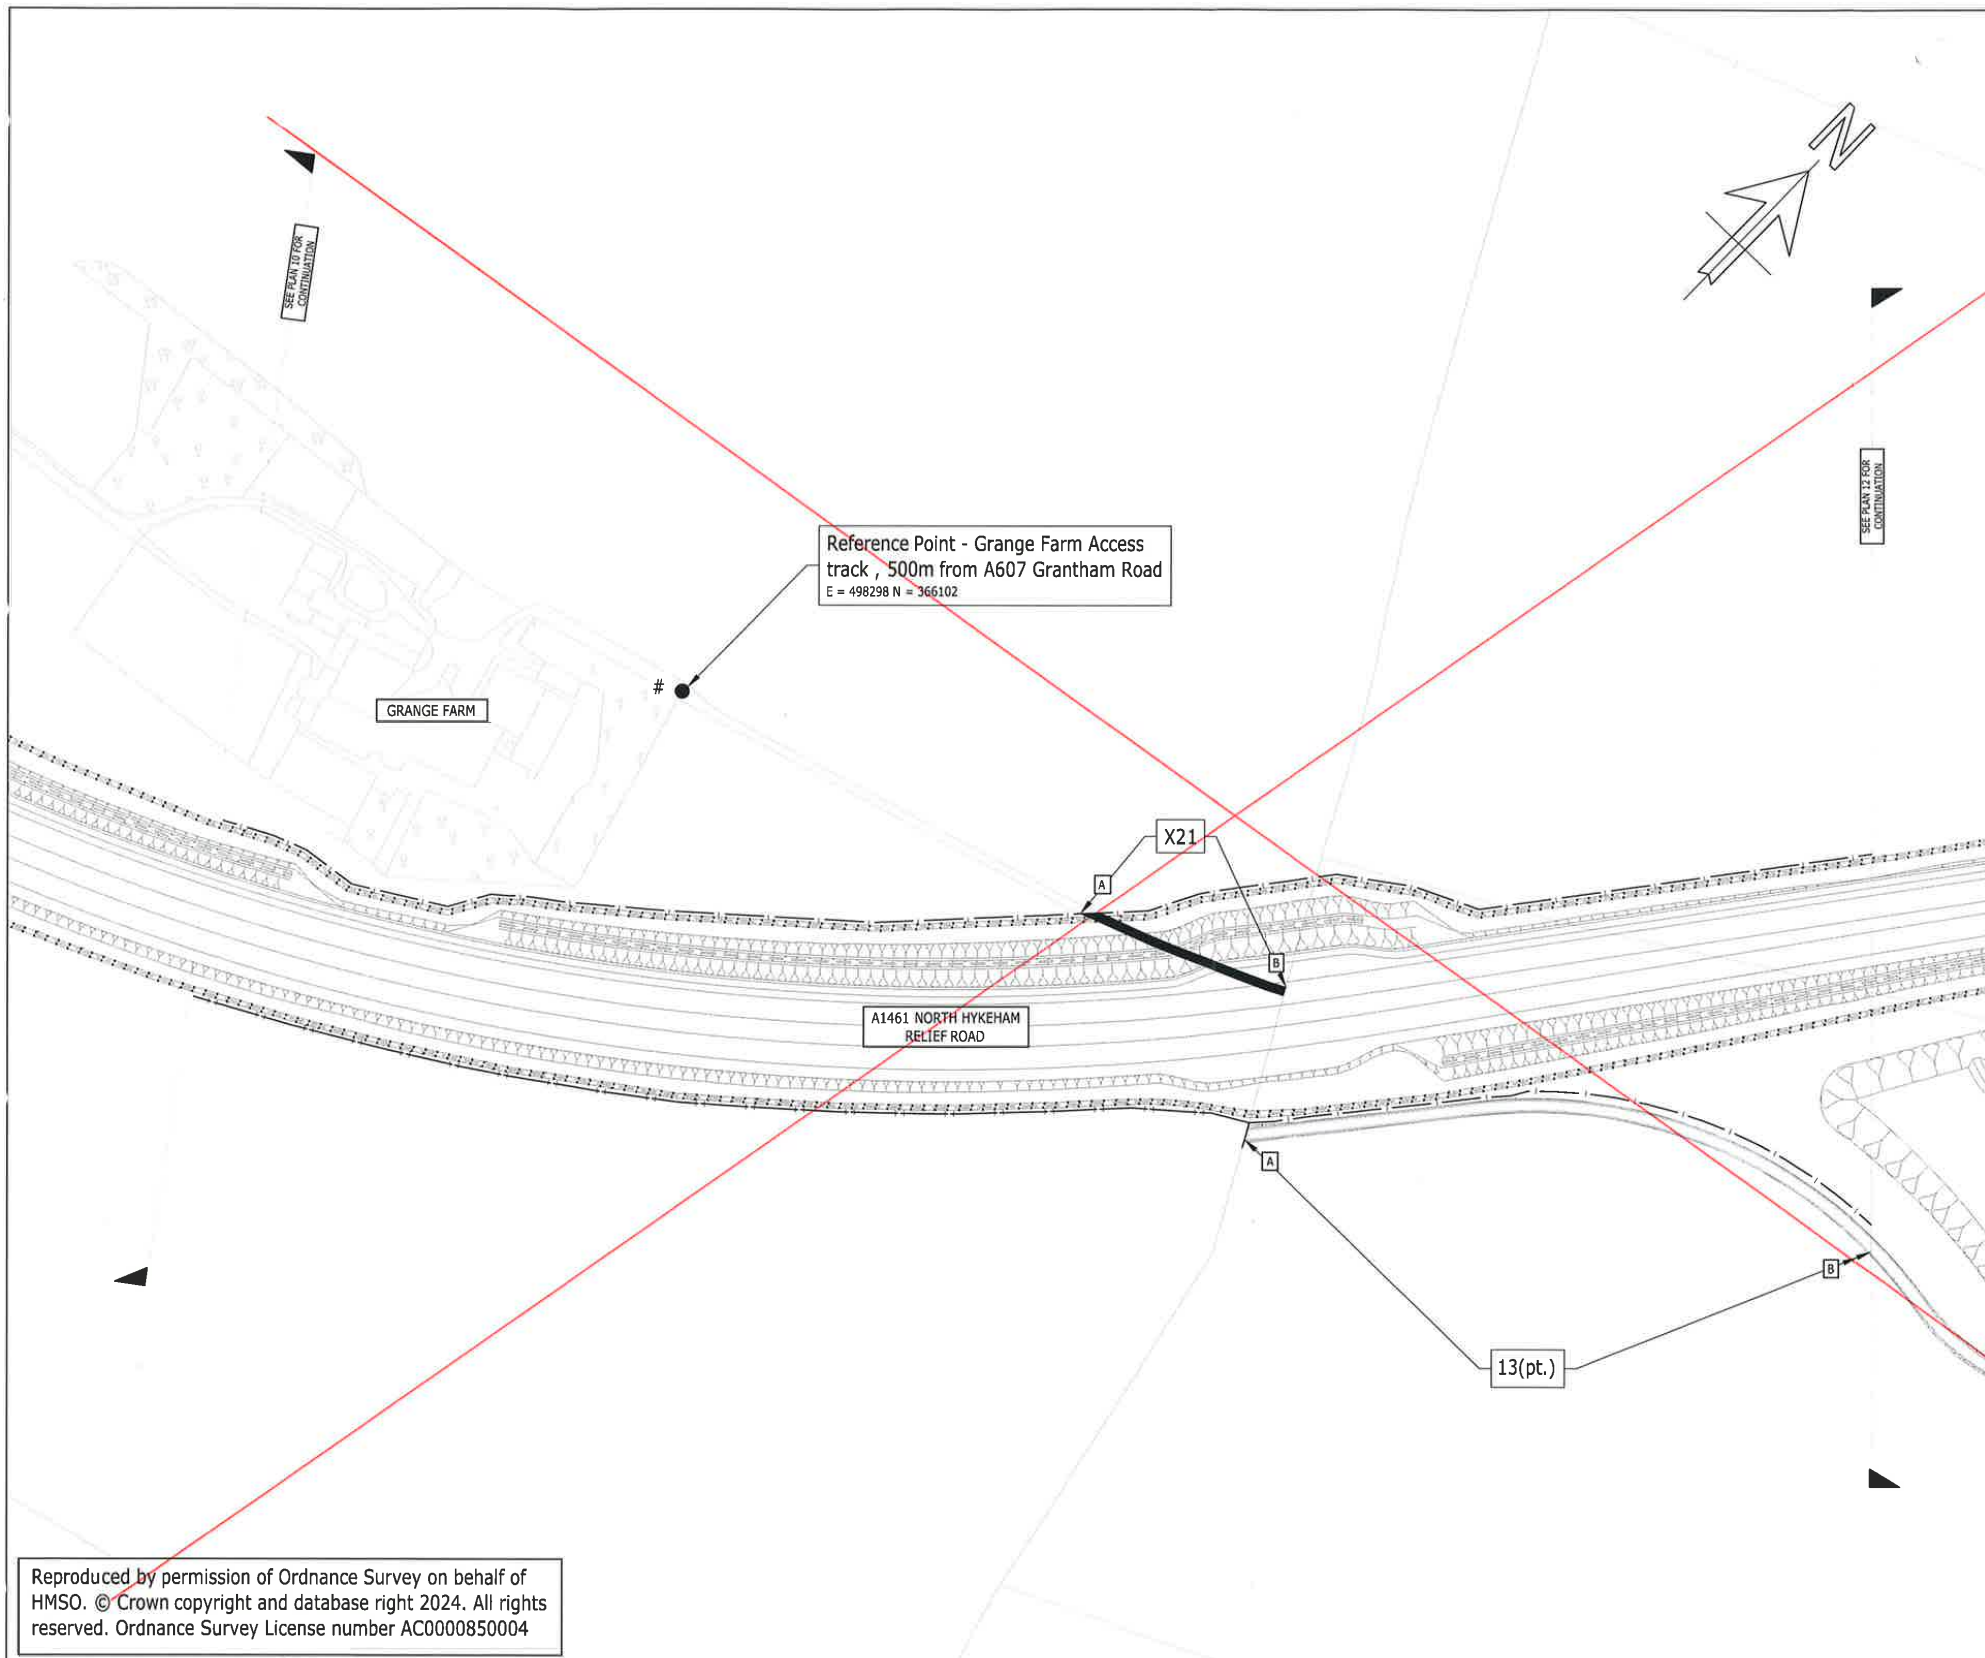 N
SEE PLAN 10 FOR
CONTINUATION
SEE PLAN 12 FOR
CONTINUATION
Reference Point - Grange Farm Access
track , 500m from A607 Grantham Road
E = 498298 N = 366102
#
GRANGE FARM
X21
A
B
A1461 NORTH HYKEHAM
RELIEF ROAD
A
B
13(pt.)
Reproduced by permission of Ordnance Survey on behalf of
HMSO. © Crown copyright and database right 2024. All rights
reserved. Ordnance Survey License number AC0000850004